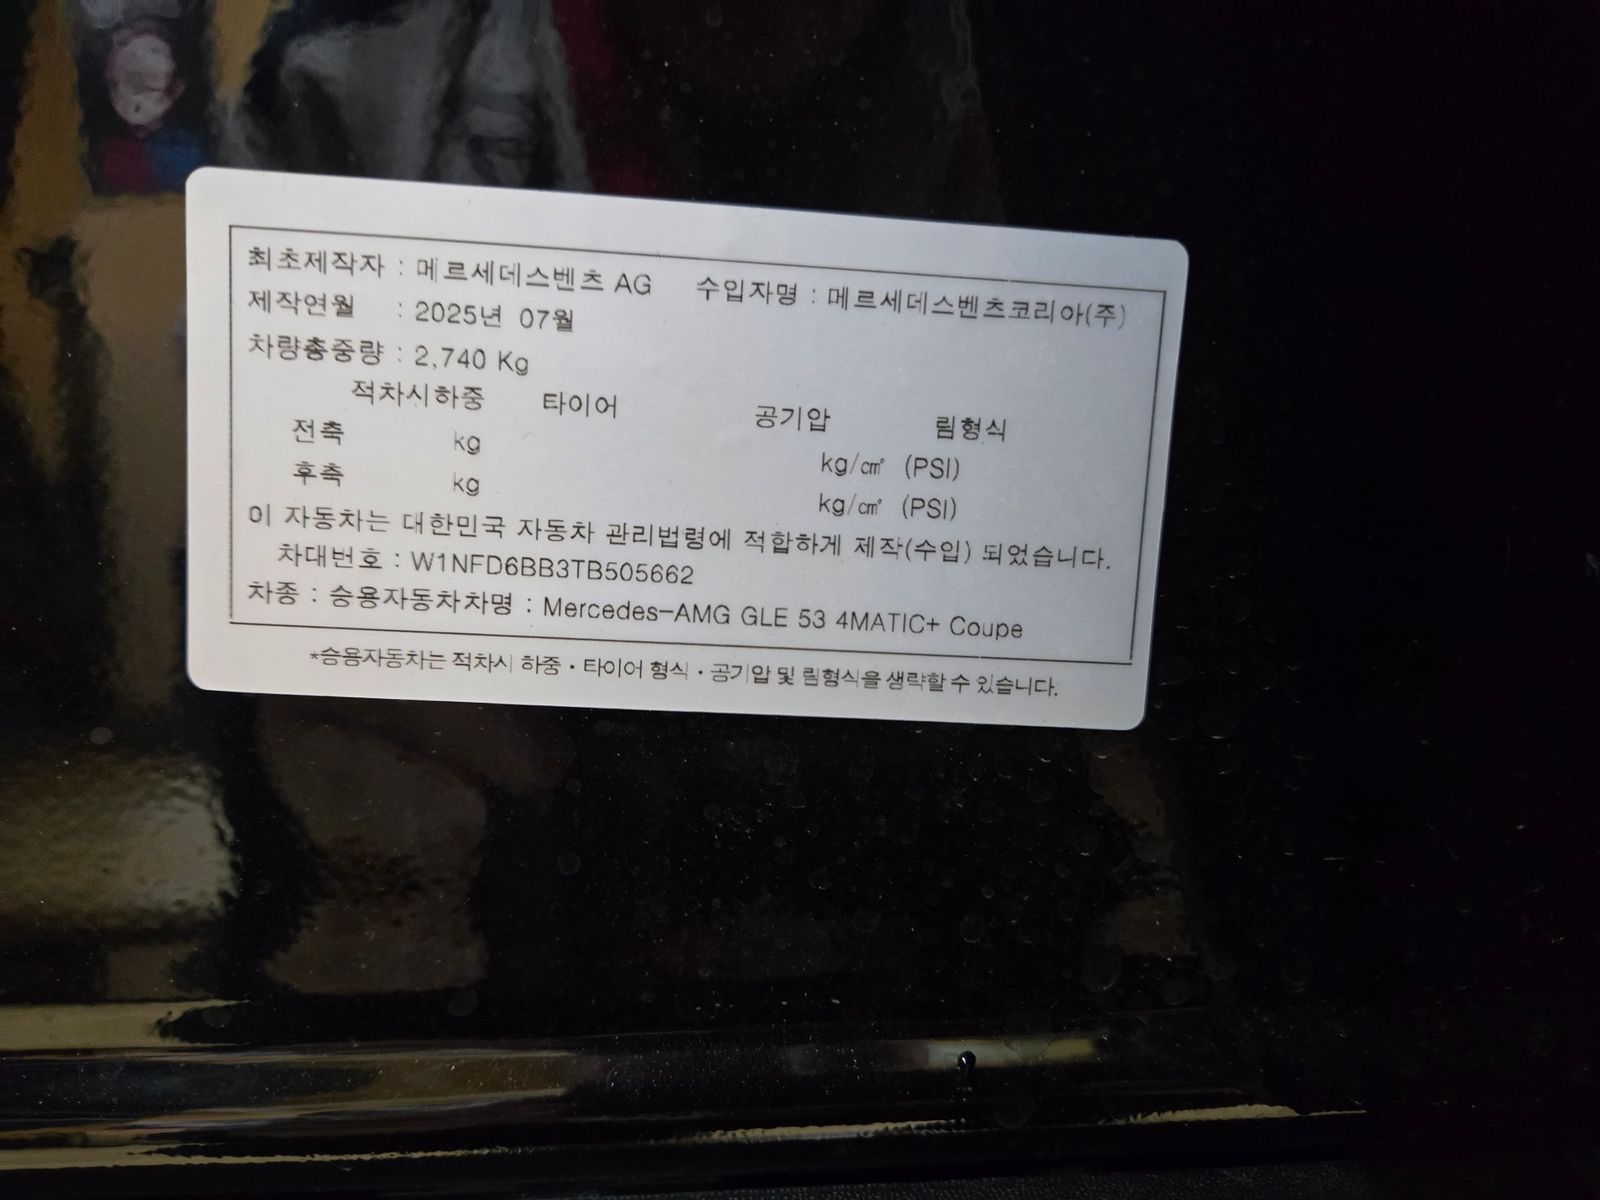 최초제작자 : 메르세데스벤츠 AG 수입자명 : 메르세데스벤츠코리아(주)
제작연월 : 2025년 07월
차량총중량 : 2,740 Kg
적차시하중 타이어 공기압 림형식
전축 kg kg/㎠ (PSI)
후축 kg kg/㎠ (PSI)
이 자동차는 대한민국 자동차 관리법령에 적합하게 제작(수입) 되었습니다.
차대번호 : W1NFD6BB3TB505662
차종 : 승용자동차차명 : Mercedes-AMG GLE 53 4MATIC+ Coupe
*승용자동차는 적차시 하중·타이어 형식·공기압 및 림형식을 생략할 수 있습니다.